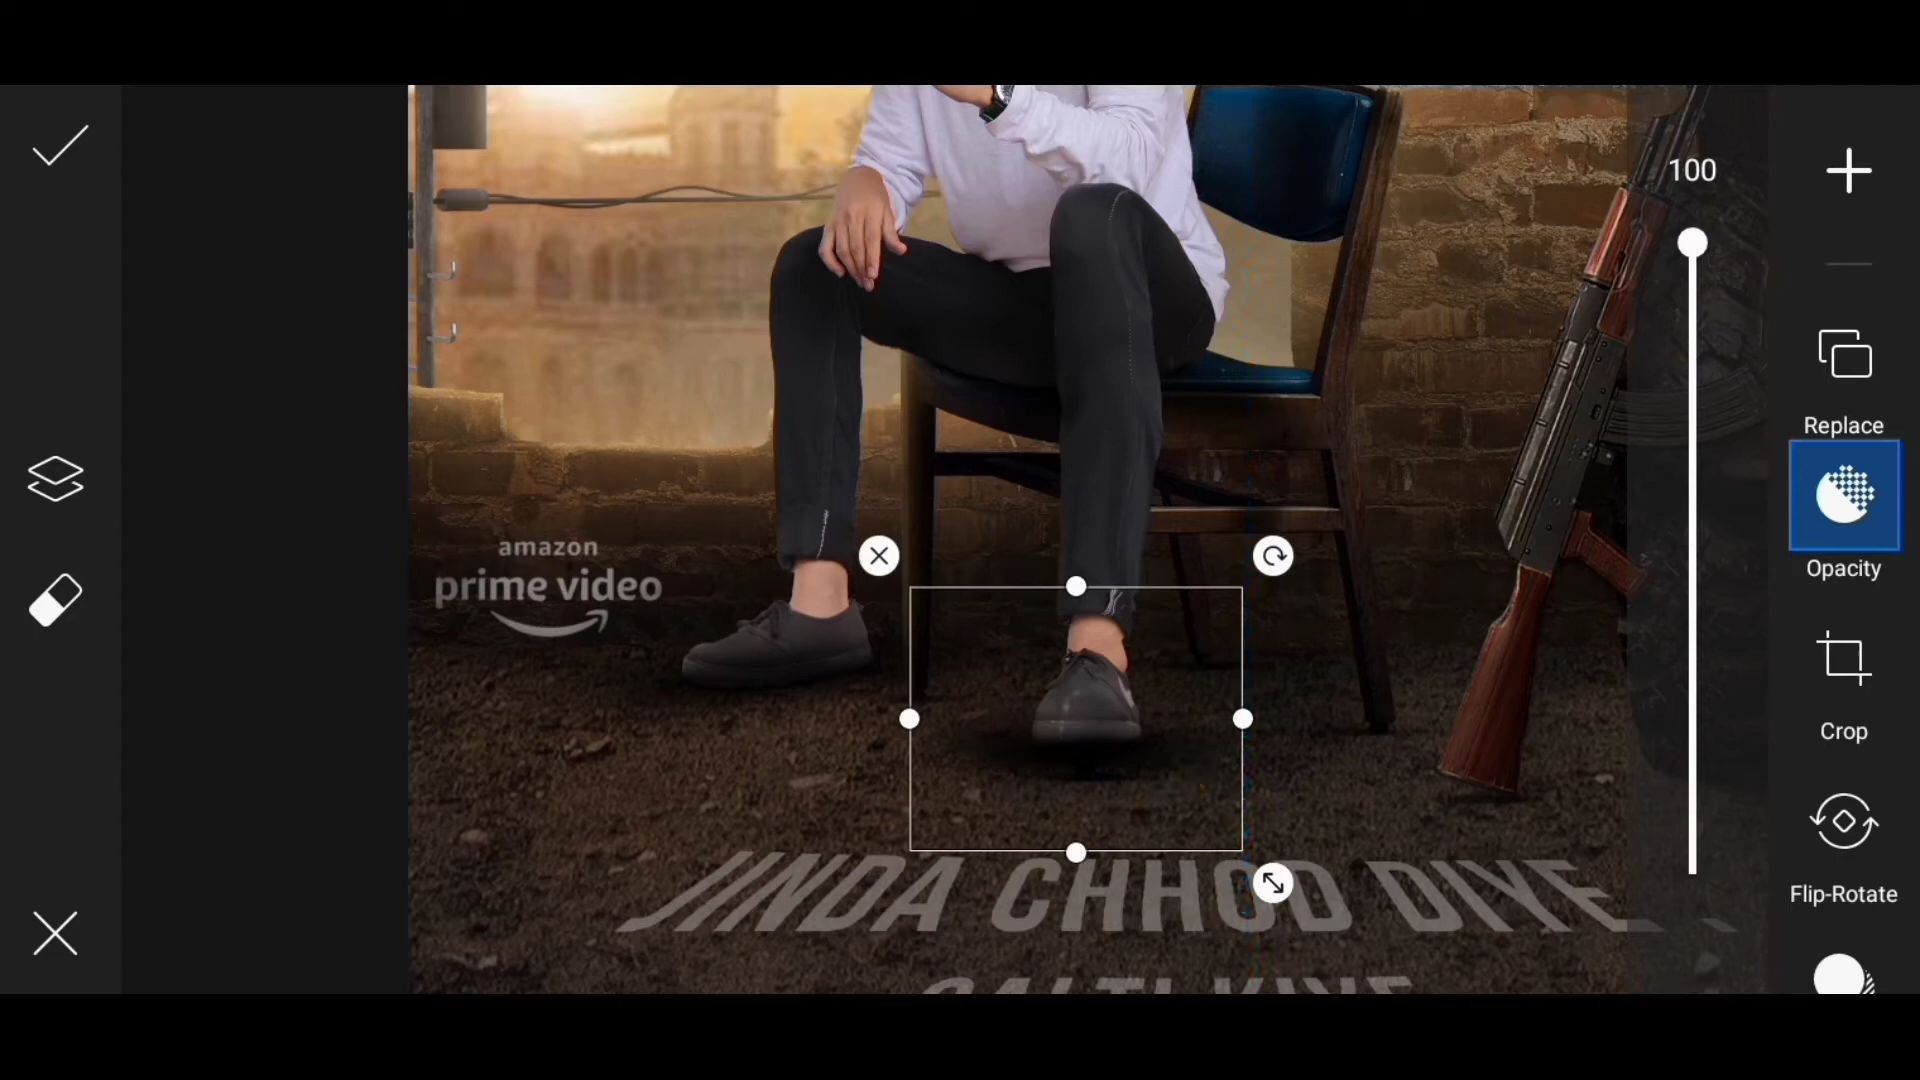 100
Replace
Opacity
amazon
prime video
Crop
JINDA CHHOD DIYE
Flip-Rotate